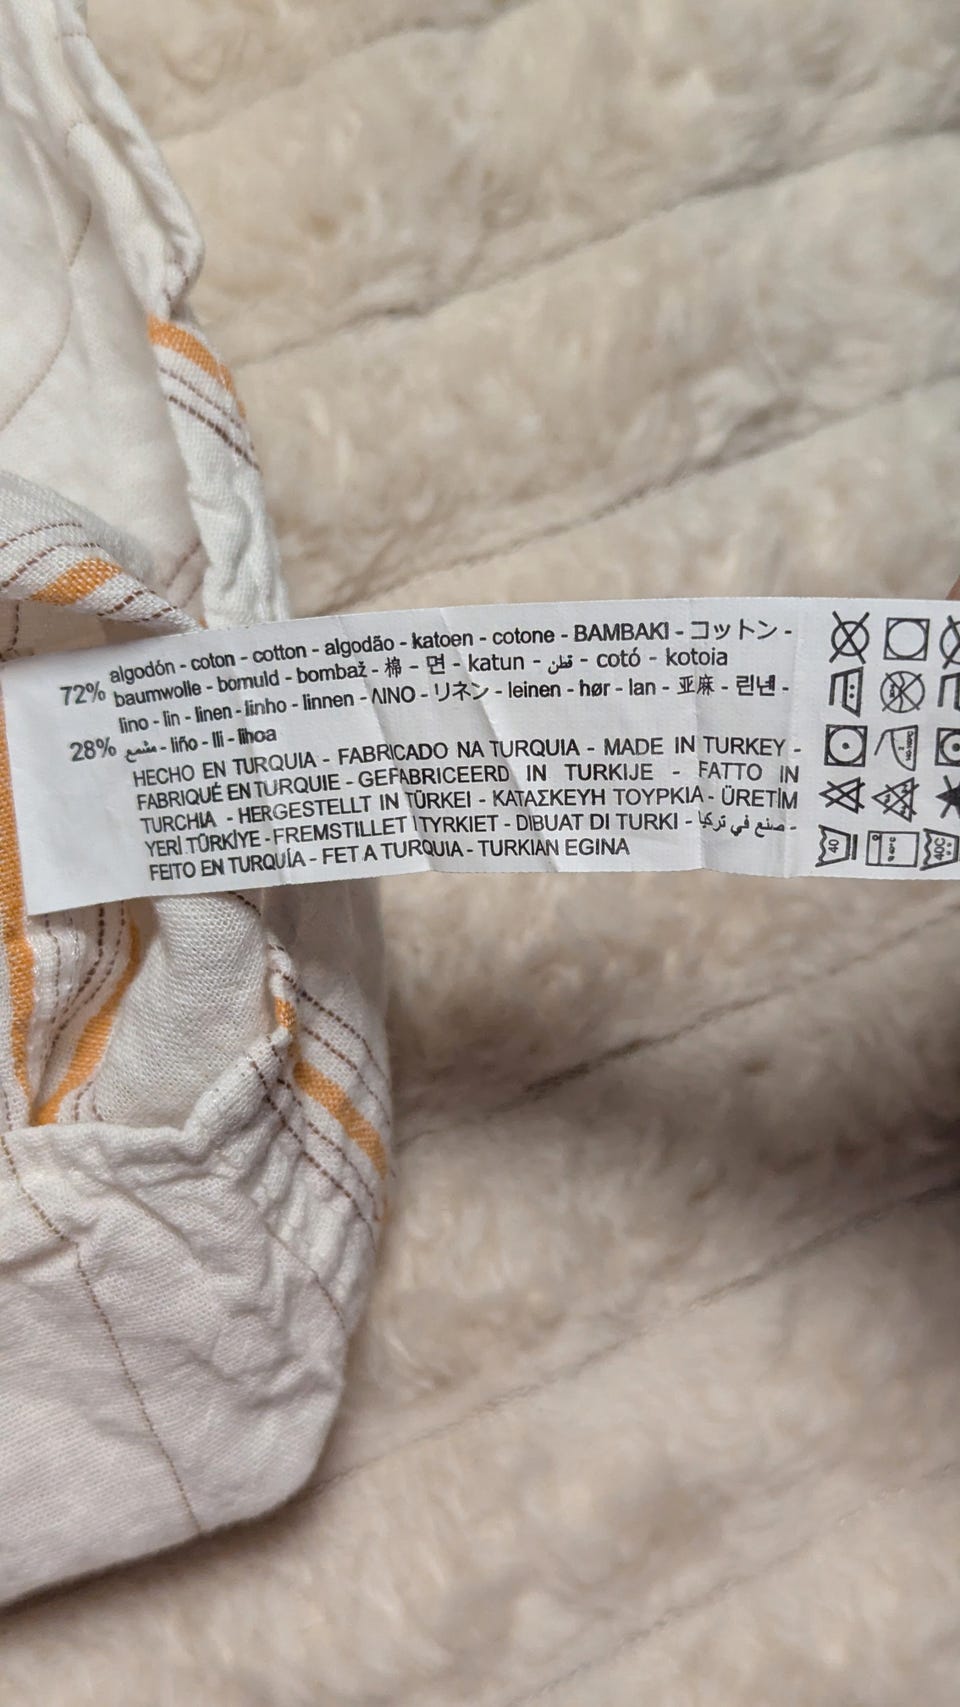 72% algodón - coton - cotton - algodão - katoen - cotone - BAMBAKI - コットン -
baumwolle - bornuld - bombaž - 棉 - 면 - katun - قطن - cotó - kotoia
28% lino - lin - linen - linho - linnen - ΛΙΝΟ - リネン - leinen - hør - lan - 亚麻 - 린넨 -
- liño - lli - lihoa
HECHO EN TURQUIA - FABRICADO NA TURQUIA - MADE IN TURKEY -
FABRIQUÉ EN TURQUIE - GEFABRICEERD IN TURKIJE - FATTO IN
TURCHIA - HERGESTELLT IN TÜRKEI - ΚΑΤΑΣΚΕΥΗ ΤΟΥΡΚΙΑ - ÜRETİM
YERİ TÜRKİYE - FREMSTILLET I TYRKIET - DIBUAT DI TURKI - صنع في تركيا -
FEITO EN TURQUÍA - FET A TURQUIA - TURKIAN EGINA
40
40C